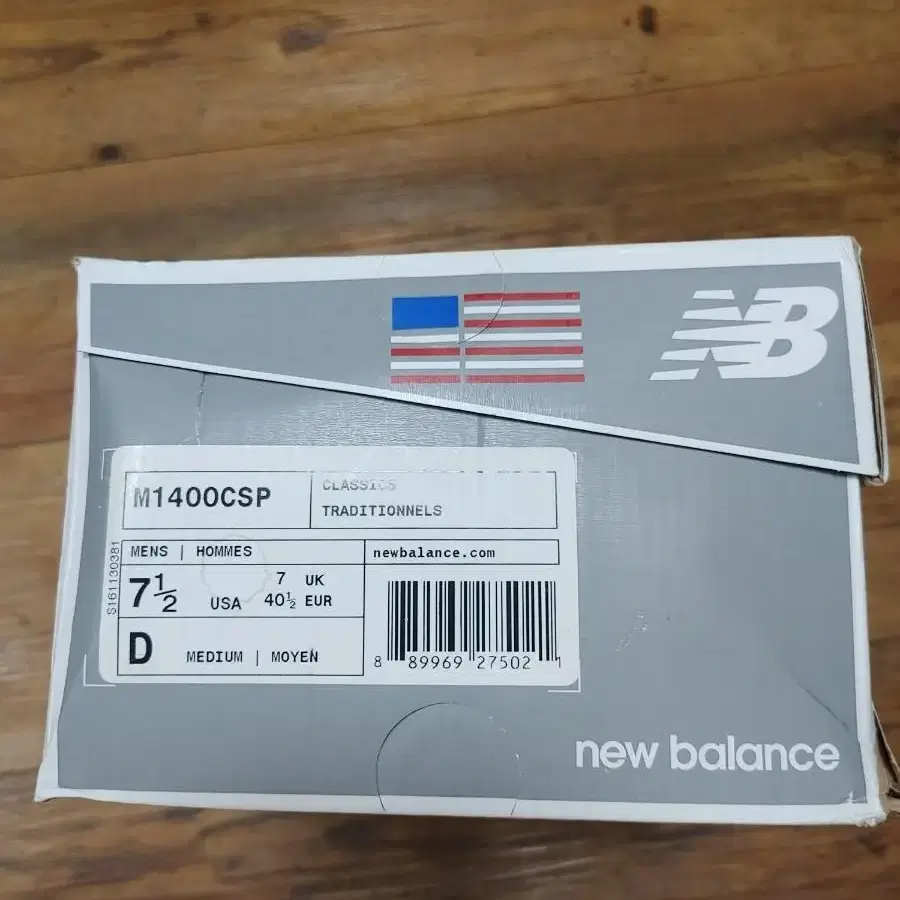 NB
M1400CSP
CLASSICS
TRADITIONNELS
MENS | HOMMES
newbalance.com
7½ USA
7 UK
40½ EUR
D MEDIUM | MOYEN
8 89969 27502 1
S161130381
new balance